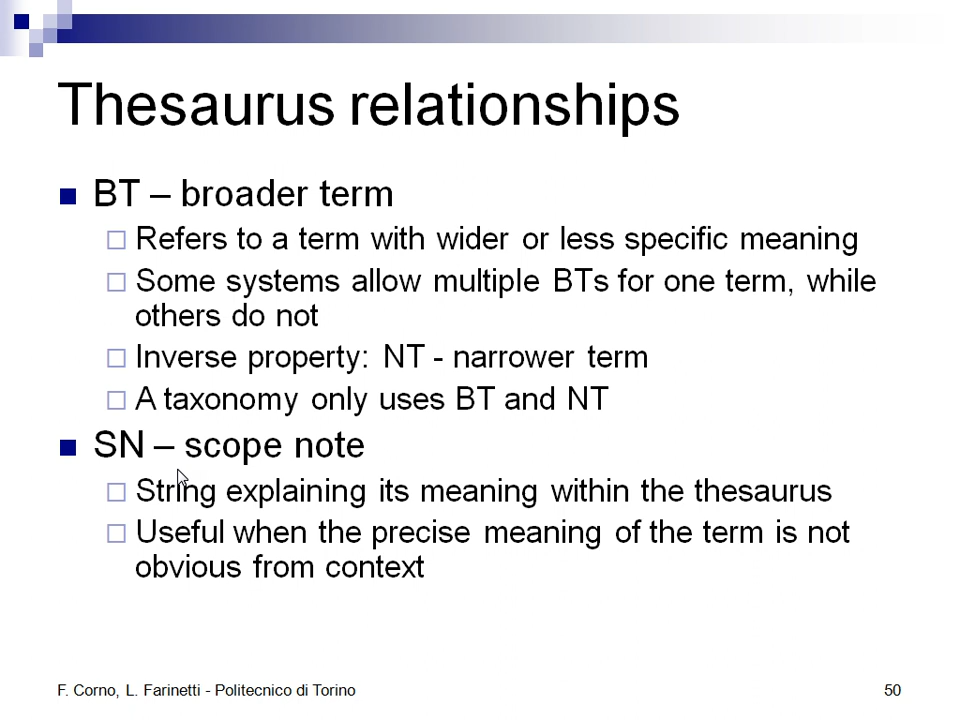 Thesaurus relationships
BT – broader term
Refers to a term with wider or less specific meaning
Some systems allow multiple BTs for one term, while
others do not
Inverse property: NT - narrower term
A taxonomy only uses BT and NT
SN – scope note
String explaining its meaning within the thesaurus
Useful when the precise meaning of the term is not
obvious from context
F. Corno, L. Farinetti - Politecnico di Torino
50